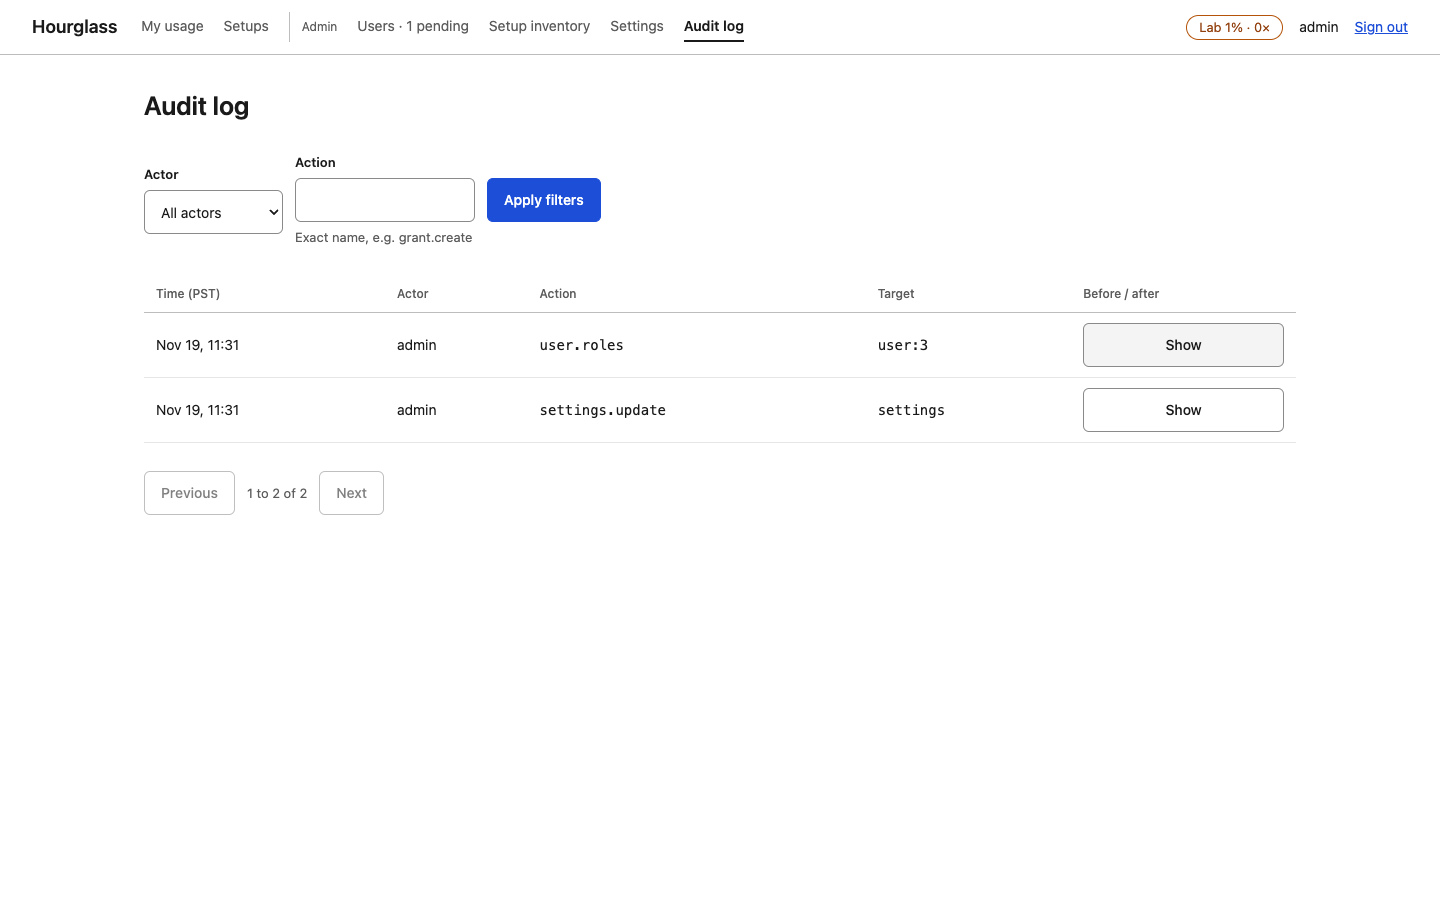 Hourglass My usage Setups Admin Users · 1 pending Setup inventory Settings Audit log Lab 1% · 0× admin Sign out
Audit log
Actor
All actors
Action
Apply filters
Exact name, e.g. grant.create
Time (PST) Actor Action Target Before / after
Nov 19, 11:31 admin user.roles user:3 Show
Nov 19, 11:31 admin settings.update settings Show
Previous 1 to 2 of 2 Next